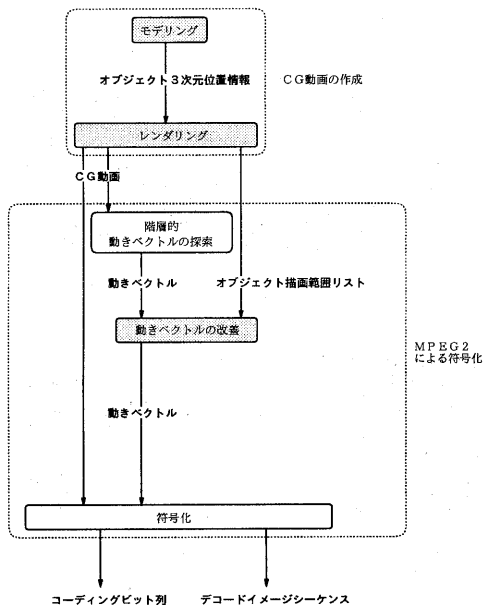 モデリング
オブジェクト３次元位置情報
ＣＧ動画の作成
レンダリング
ＣＧ動画
階層的
動きベクトルの探索
動きベクトル
オブジェクト描画範囲リスト
動きベクトルの改善
ＭＰＥＧ２
による符号化
動きベクトル
符号化
コーディングビット列
デコードイメージシーケンス